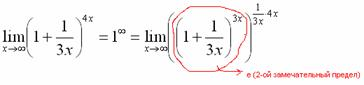 lim x→∞ (1 + 1/3x)^4x = 1^∞ = lim x→∞ ((1 + 1/3x)^3x)^(1/3x · 4x)
e (2-ой замечательный предел)